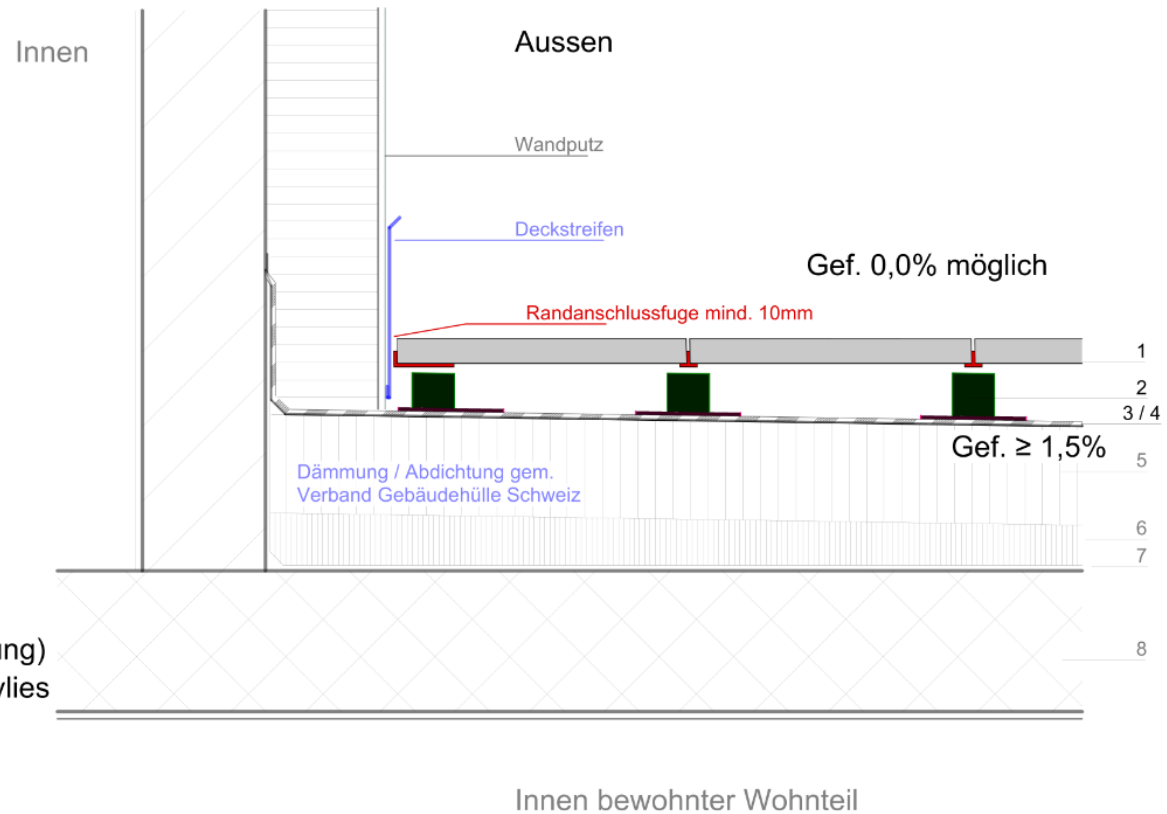 Innen
Aussen
Wandputz
Deckstreifen
Gef. 0,0% möglich
Randanschlussfuge mind. 10mm
1
2
3 / 4
Gef. ≥ 1,5%
5
Dämmung / Abdichtung gem.
Verband Gebäudehülle Schweiz
6
7
ung)
8
vlies
Innen bewohnter Wohnteil